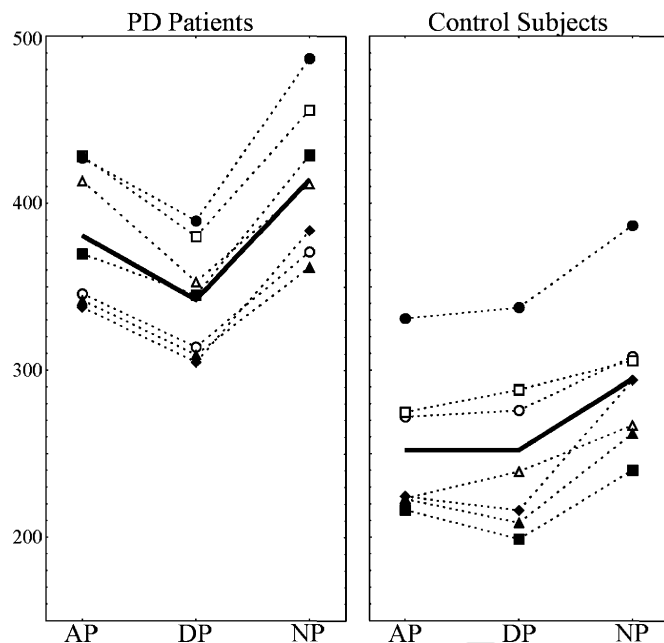 PD Patients
Control Subjects
500
400
300
200
AP DP NP
AP DP NP